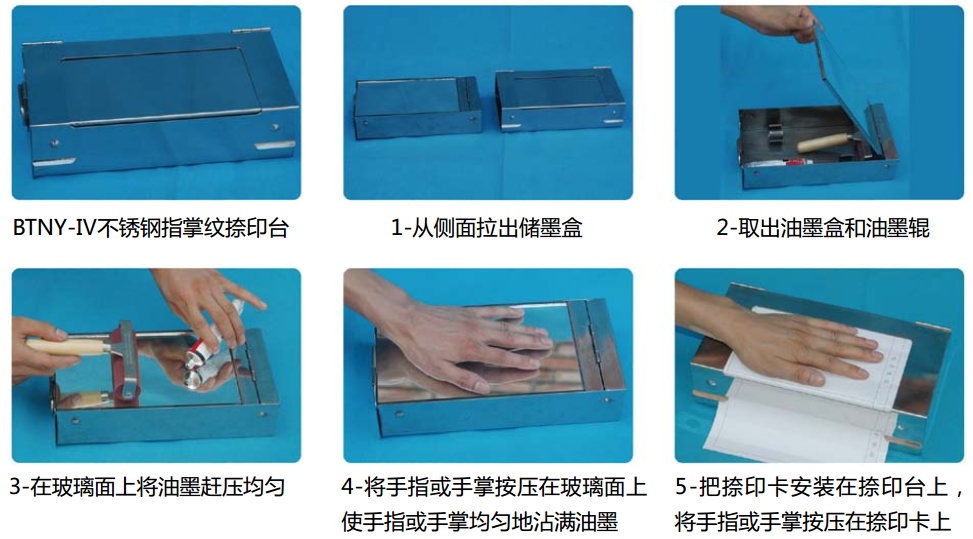 BTNY-IV不锈钢指掌纹捺印台
1-从侧面拉出储墨盒
2-取出油墨盒和油墨辊
3-在玻璃面上将油墨赶压均匀
4-将手指或手掌按压在玻璃面上
使手指或手掌均匀地沾满油墨
5-把捺印卡安装在捺印台上，
将手指或手掌按压在捺印卡上